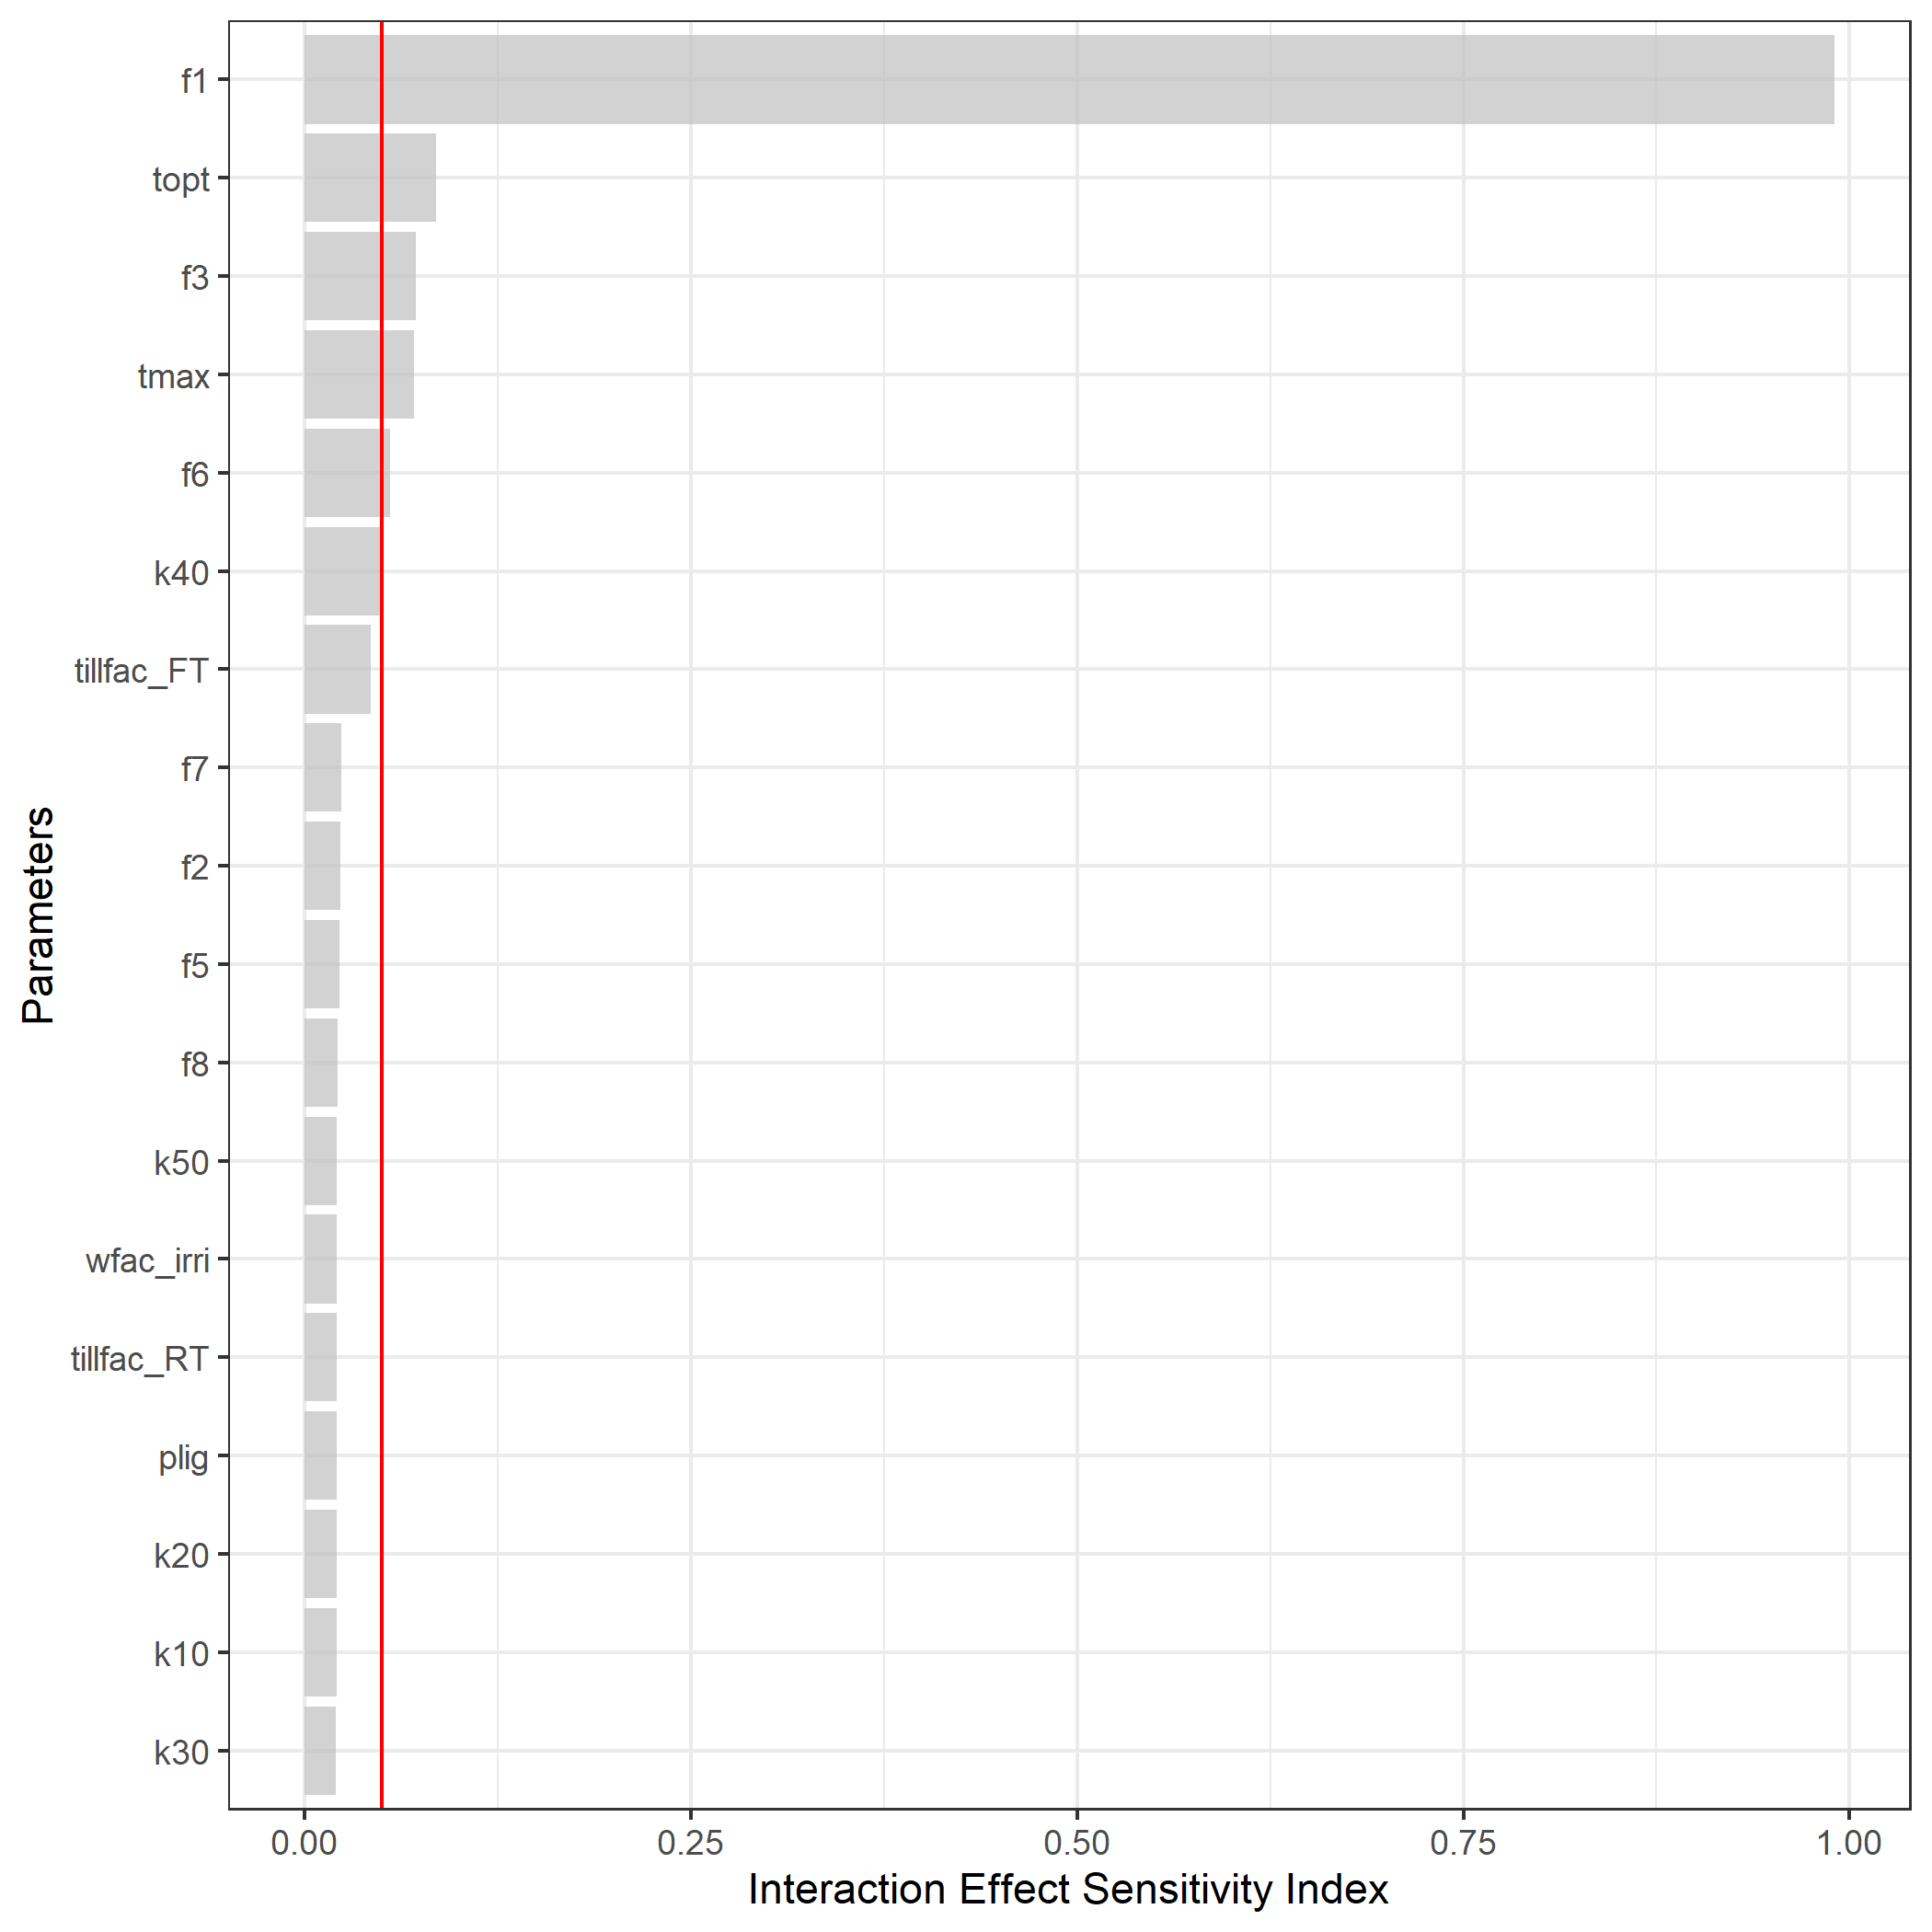 f1
topt
f3
tmax
f6
k40
tillfac_FT
f7
f2
f5
f8
k50
wfac_irri
tillfac_RT
plig
k20
k10
k30
Parameters
0.00 0.25 0.50 0.75 1.00
Interaction Effect Sensitivity Index